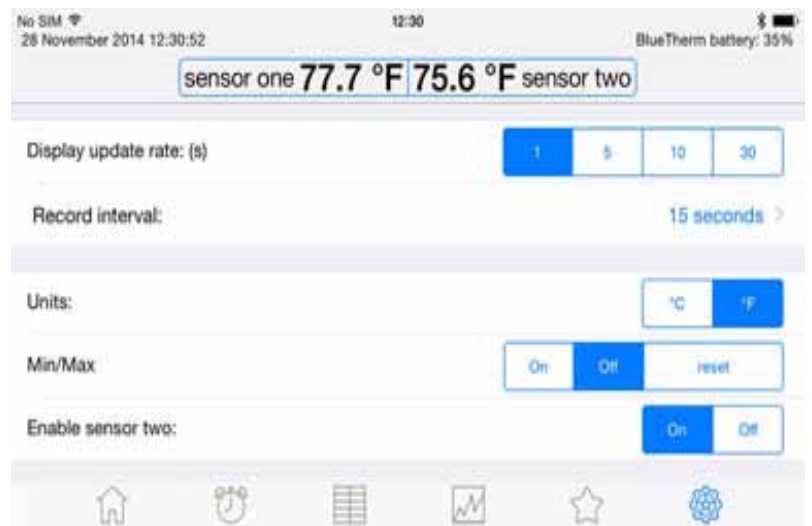 No SIM 12:30
28 November 2014 12:30:52 BlueTherm battery: 35%
sensor one 77.7 °F 75.6 °F sensor two
Display update rate: (s) 1 5 10 30
Record interval: 15 seconds >
Units: °C °F
Min/Max On Off reset
Enable sensor two: On Off